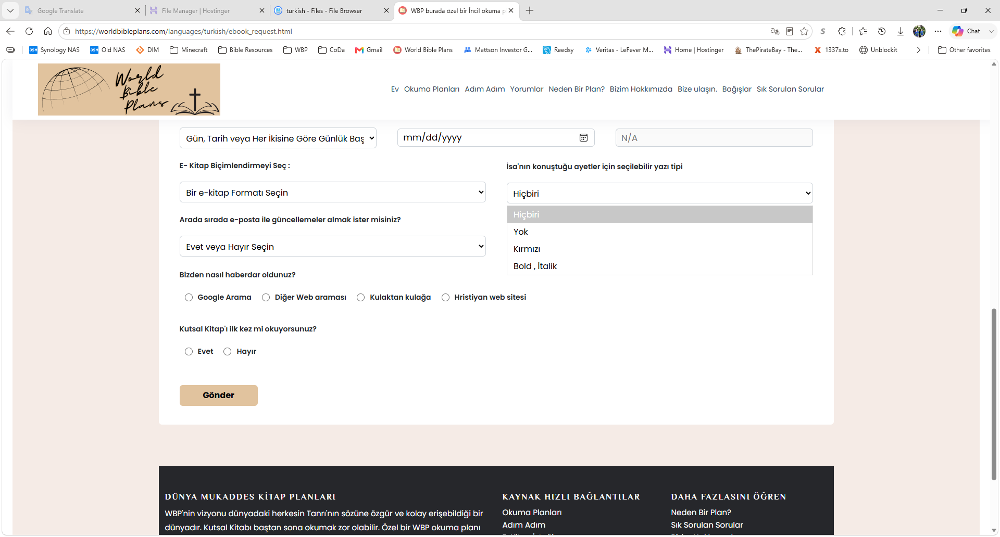 Google Translate
File Manager | Hostinger
turkish - Files - File Browser
WBP burada özel bir İncil okuma p
https://worldbibleplans.com/languages/turkish/ebook_request.html
Chat
Synology NAS
Old NAS
DIM
Minecraft
Bible Resources
WBP
CoDa
Gmail
World Bible Plans
Mattson Investor G...
Reedsy
Veritas - LeFever M...
Home | Hostinger
ThePirateBay - The...
1337x.to
Unblockit
Other favorites
World
Bible
Plans
Ev Okuma Planları Adım Adım Yorumlar Neden Bir Plan? Bizim Hakkımızda Bize ulaşın. Bağışlar Sık Sorulan Sorular
Gün, Tarih veya Her İkisine Göre Günlük Baş
mm/dd/yyyy
N/A
E- Kitap Biçimlendirmeyi Seç :
İsa'nın konuştuğu ayetler için seçilebilir yazı tipi
Bir e-kitap Formatı Seçin
Hiçbiri
Hiçbiri
Yok
Kırmızı
Bold , İtalik
Arada sırada e-posta ile güncellemeler almak ister misiniz?
Evet veya Hayır Seçin
Bizden nasıl haberdar oldunuz?
Google Arama
Diğer Web araması
Kulaktan kulağa
Hristiyan web sitesi
Kutsal Kitap'ı ilk kez mi okuyorsunuz?
Evet
Hayır
Gönder
DÜNYA MUKADDES KİTAP PLANLARI
WBP'nin vizyonu dünyadaki herkesin Tanrı'nın sözüne özgür ve kolay erişebildiği bir
dünyadır. Kutsal Kitabı baştan sona okumak zor olabilir. Özel bir WBP okuma planı
KAYNAK HIZLI BAĞLANTILAR
Okuma Planları
Adım Adım
DAHA FAZLASINI ÖĞREN
Neden Bir Plan?
Sık Sorulan Sorular